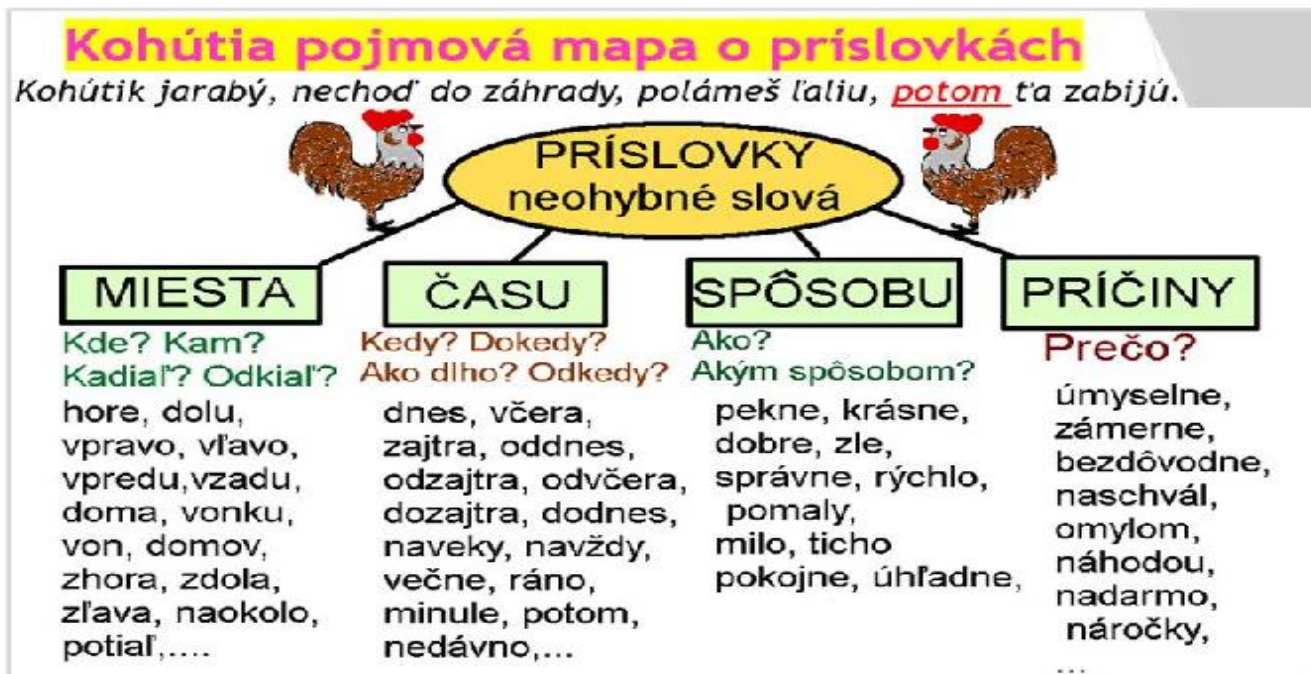 Kohútia pojmová mapa o príslovkách
Kohútik jarabý, nechoď do záhrady, polámeš ľaliu, potom ťa zabijú.
PRÍSLOVKY
neohybné slová
MIESTA
Kde? Kam?
Kadiaľ? Odkiaľ?
hore, dolu,
vpravo, vľavo,
vpredu,vzadu,
doma, vonku,
von, domov,
zhora, zdola,
zľava, naokolo,
potiaľ,....
ČASU
Kedy? Dokedy?
Ako dlho? Odkedy?
dnes, včera,
zajtra, oddnes,
odzajtra, odvčera,
dozajtra, dodnes,
naveky, navždy,
večne, ráno,
minule, potom,
nedávno,...
SPÔSOBU
Ako?
Akým spôsobom?
pekne, krásne,
dobre, zle,
správne, rýchlo,
pomaly,
milo, ticho
pokojne, úhľadne,
PRÍČINY
Prečo?
úmyselne,
zámerne,
bezdôvodne,
naschvál,
omylom,
náhodou,
nadarmo,
náročky,
...